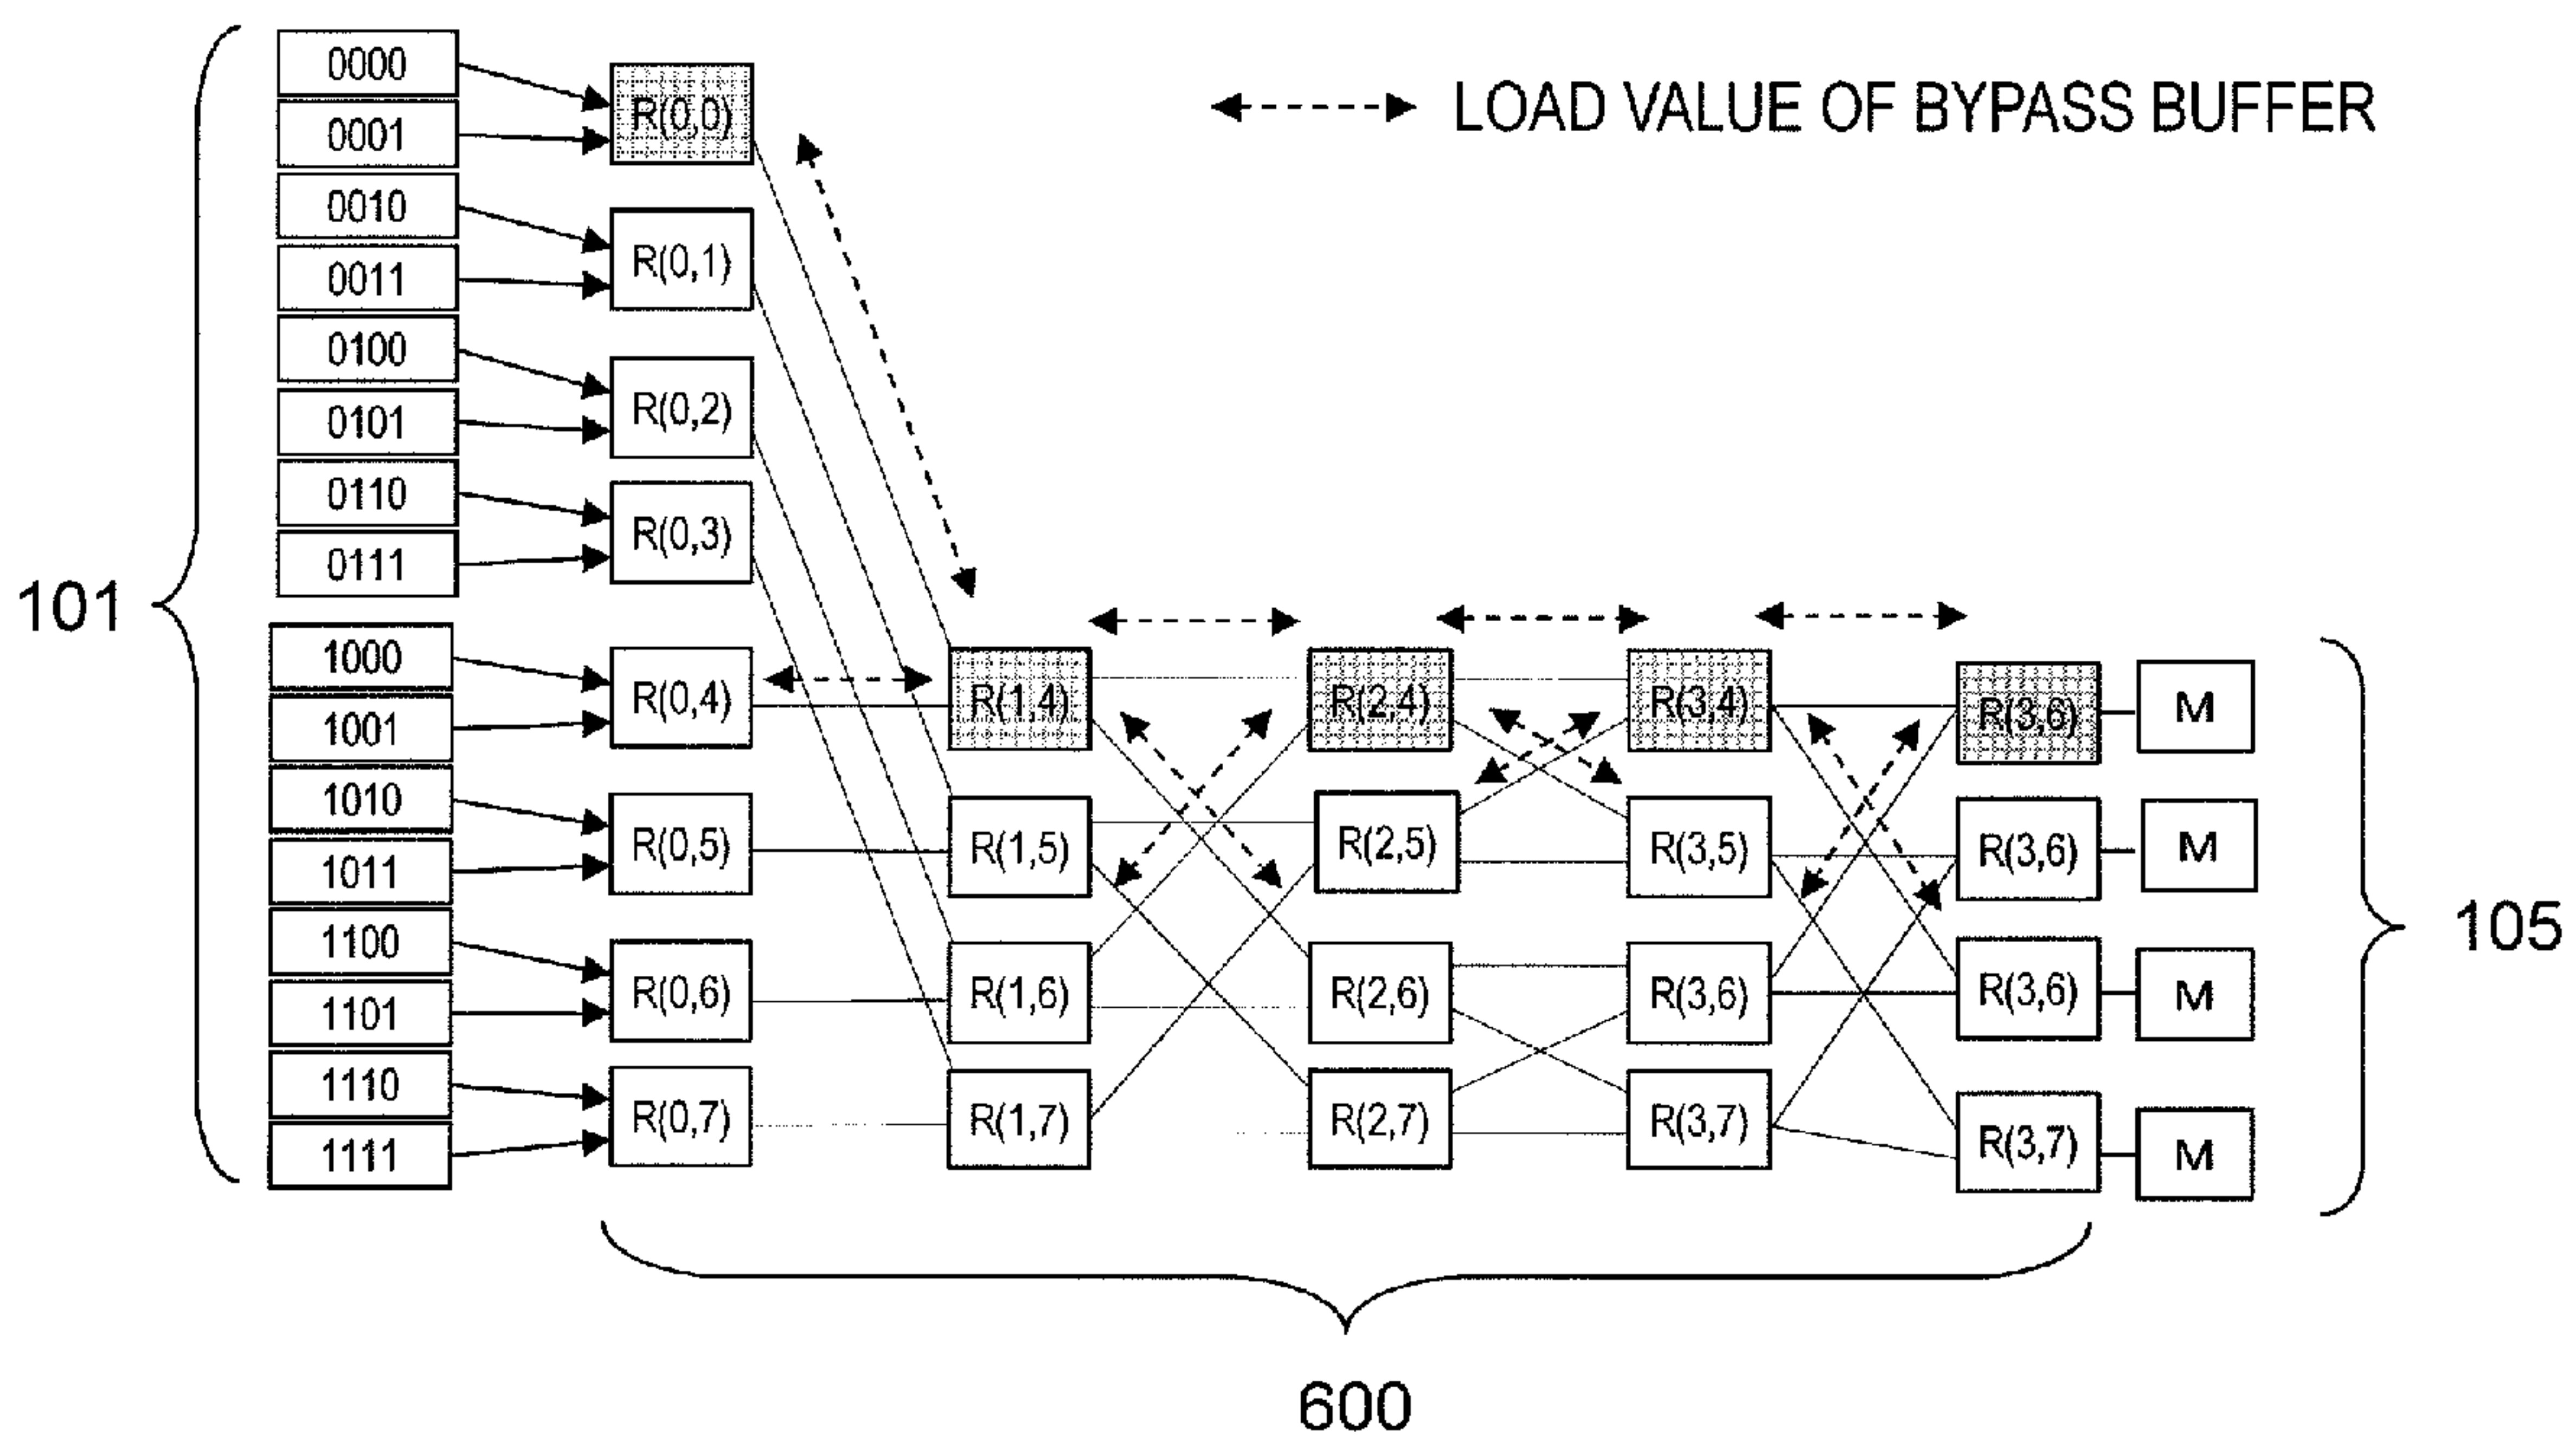 LOAD VALUE OF BYPASS BUFFER
101
0000
0001
0010
0011
0100
0101
0110
0111
1000
1001
1010
1011
1100
1101
1110
1111
R(0,0)
R(0,1)
R(0,2)
R(0,3)
R(0,4)
R(0,5)
R(0,6)
R(0,7)
R(1,4)
R(1,5)
R(1,6)
R(1,7)
R(2,4)
R(2,5)
R(2,6)
R(2,7)
R(3,4)
R(3,5)
R(3,6)
R(3,7)
R(3,6)
R(3,6)
R(3,6)
R(3,7)
M
M
M
M
105
600